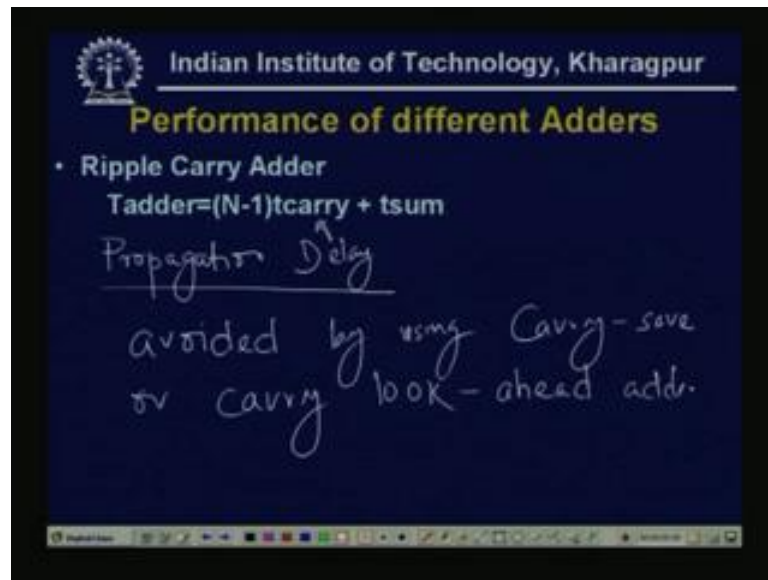 Indian Institute of Technology, Kharagpur
Performance of different Adders
• Ripple Carry Adder
Tadder=(N-1)tcarry + tsum
Propagation Delay
avoided by using Carry-save
or carry look-ahead addr.